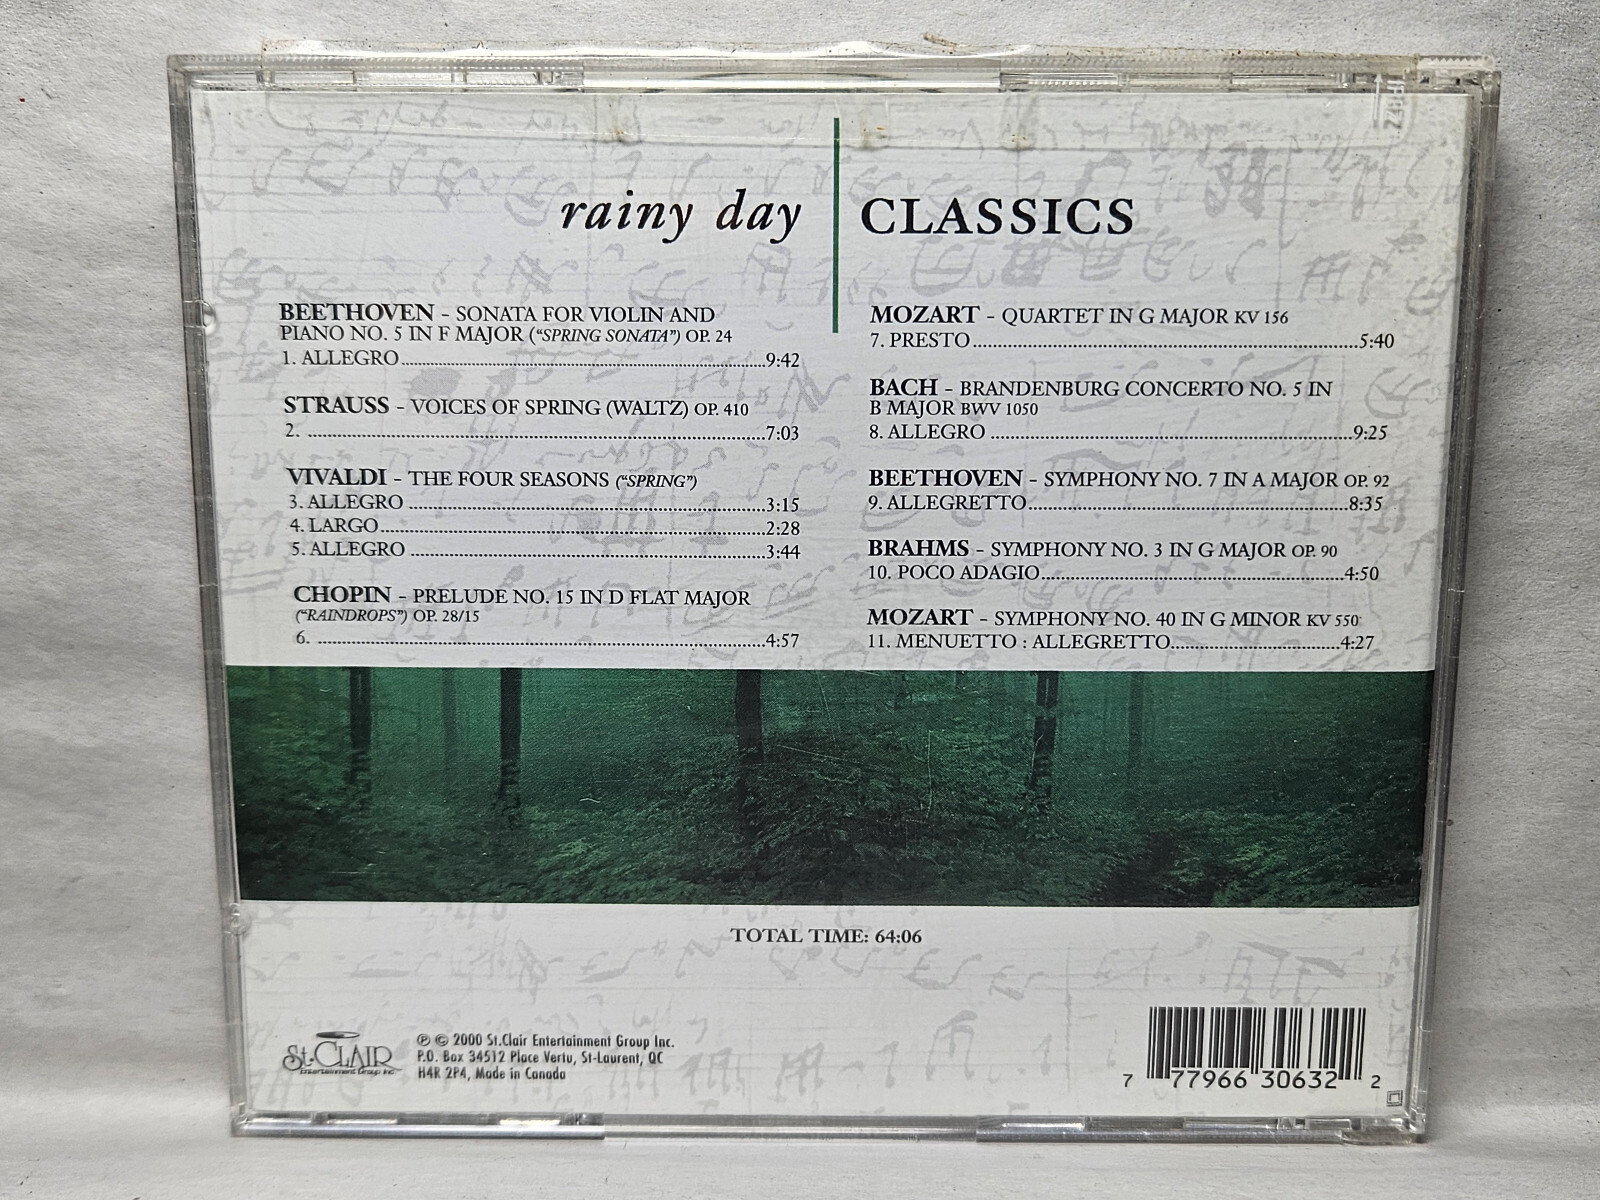 rainy day CLASSICS
BEETHOVEN – SONATA FOR VIOLIN AND
PIANO NO. 5 IN F MAJOR ("SPRING SONATA") OP. 24
1. ALLEGRO 9:42
STRAUSS – VOICES OF SPRING (WALTZ) OP. 410
2. 7:03
VIVALDI – THE FOUR SEASONS ("SPRING")
3. ALLEGRO 3:15
4. LARGO 2:28
5. ALLEGRO 3:44
CHOPIN – PRELUDE NO. 15 IN D FLAT MAJOR
("RAINDROPS") OP. 28/15
6. 4:57
MOZART – QUARTET IN G MAJOR KV 156
7. PRESTO 5:40
BACH – BRANDENBURG CONCERTO NO. 5 IN
B MAJOR BWV 1050
8. ALLEGRO 9:25
BEETHOVEN – SYMPHONY NO. 7 IN A MAJOR OP. 92
9. ALLEGRETTO 8:35
BRAHMS – SYMPHONY NO. 3 IN G MAJOR OP. 90
10. POCO ADAGIO 4:50
MOZART – SYMPHONY NO. 40 IN G MINOR KV 550
11. MENUETTO : ALLEGRETTO 4:27
TOTAL TIME: 64:06
St. CLAIR
Entertainment Group Inc.
℗ © 2000 St.Clair Entertainment Group Inc.
P.O. Box 34512 Place Vertu, St-Laurent, QC
H4R 2P4, Made in Canada
7 77966 30632 2